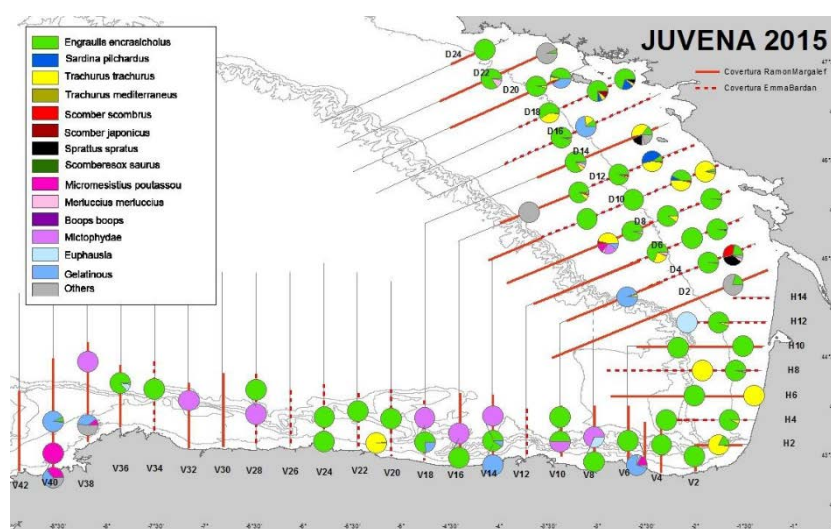 JUVENA 2015
Covertura RamonMargalef
Covertura EmmaBardan
Engraulis encrasicholus
Sardina pilchardus
Trachurus trachurus
Trachurus mediterraneus
Scomber scombrus
Scomber japonicus
Sprattus spratus
Scomberesox saurus
Micromesistius poutassou
Merluccius merluccius
Boops boops
Mictophydae
Euphausia
Gelatinous
Others
D24
D22
D20
D18
D16
D14
D12
D10
D8
D6
D4
D2
H14
H12
H10
H8
H6
H4
H2
V42
V40
V38
V36
V34
V32
V30
V28
V26
V24
V22
V20
V18
V16
V14
V12
V10
V8
V6
V4
V2